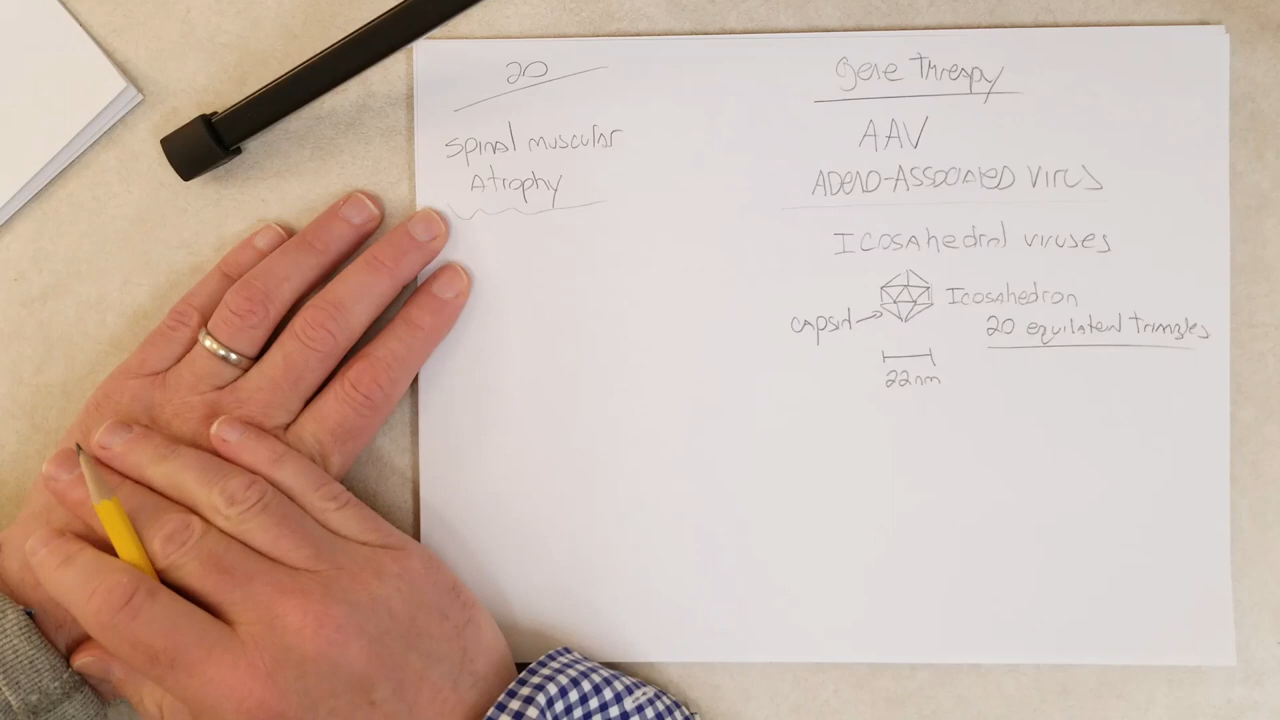 20
Spinal muscular
Atrophy
Gene Therapy
AAV
ADENO-ASSOCIATED VIRUS
Icosahedral viruses
Icosahedron
capsid
20 equilateral triangles
22nm